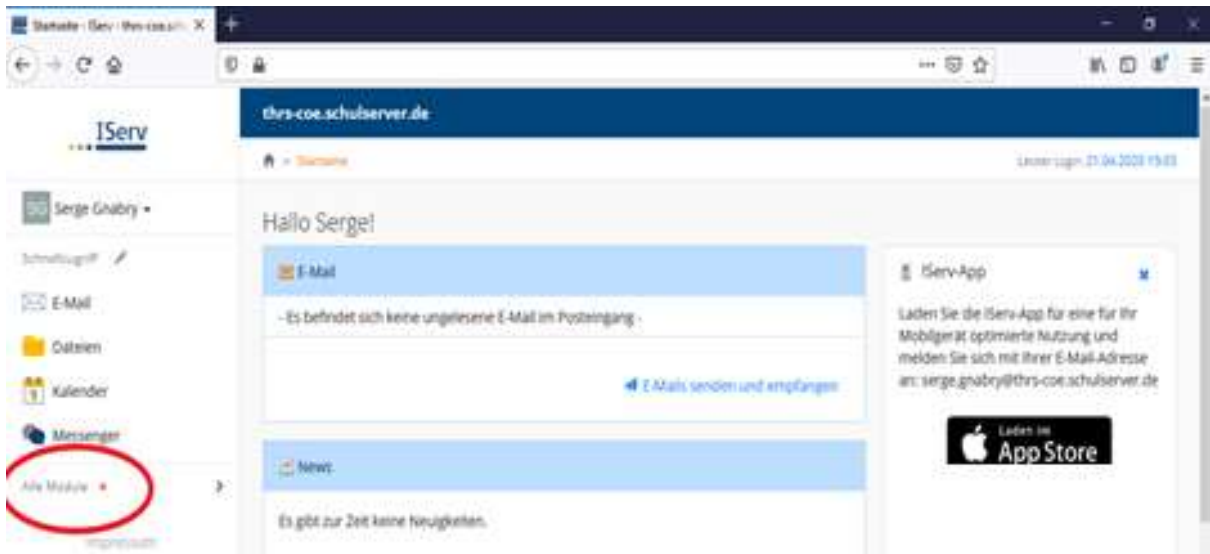 Startseite - IServ - thrs-coe.sch
thrs-coe.schulserver.de
IServ
Startseite
Letzter Login: 21.04.2020 15:03
Serge Gnabry
Hallo Serge!
Schnellzugriff
E-Mail
E-Mail
- Es befindet sich keine ungelesene E-Mail im Posteingang -
E-Mails senden und empfangen
Dateien
Kalender
Messenger
Alle Module
Impressum
News
Es gibt zur Zeit keine Neuigkeiten.
IServ-App
Laden Sie die IServ-App für eine für Ihr
Mobilgerät optimierte Nutzung und
melden Sie sich mit Ihrer E-Mail-Adresse
an: serge.gnabry@thrs-coe.schulserver.de
Laden im
App Store